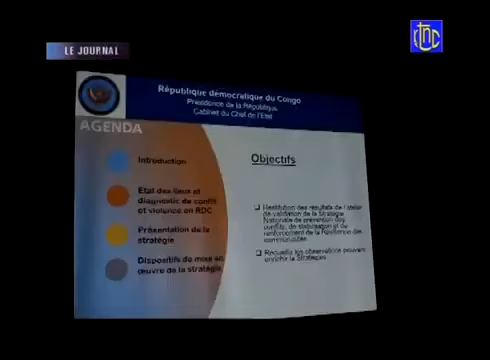 LE JOURNAL
RTNC
République démocratique du Congo
Présidence de la République
Cabinet du Chef de l'Etat
AGENDA
Introduction
Etat des lieux et
diagnostic de conflit
et violence en RDC
Présentation de la
stratégie
Dispositifs de mise en
œuvre de la stratégie
Objectifs
Restitution des résultats de l'atelier
de validation de la Stratégie
Nationale de prévention des
conflits, de stabilisation et de
renforcement de la Résilience des
communautés
Recueillir les observations pouvant
enrichir la Stratégies